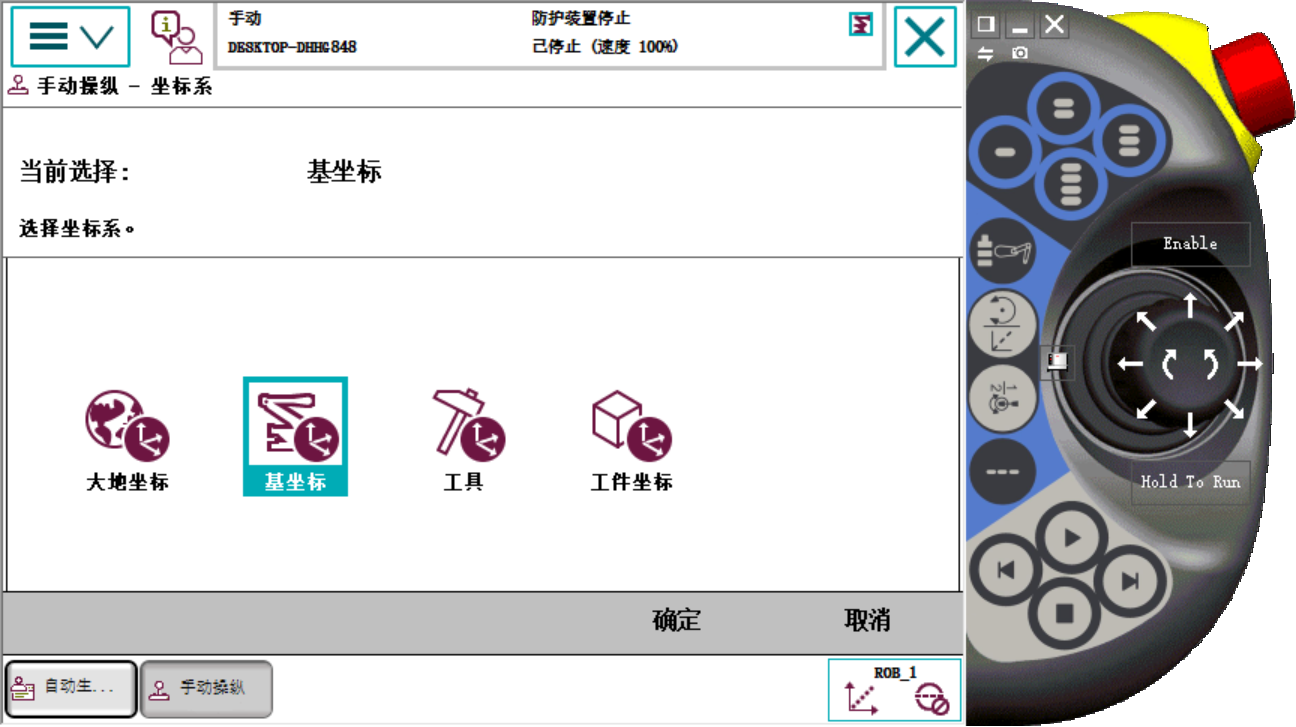 手动
防护装置停止
DESKTOP-DHHG848
己停止 (速度 100%)
手动操纵 - 坐标系
当前选择:
基坐标
选择坐标系。
大地坐标
基坐标
工具
工件坐标
确定
取消
自动生...
手动操纵
ROB_1
Enable
Hold To Run